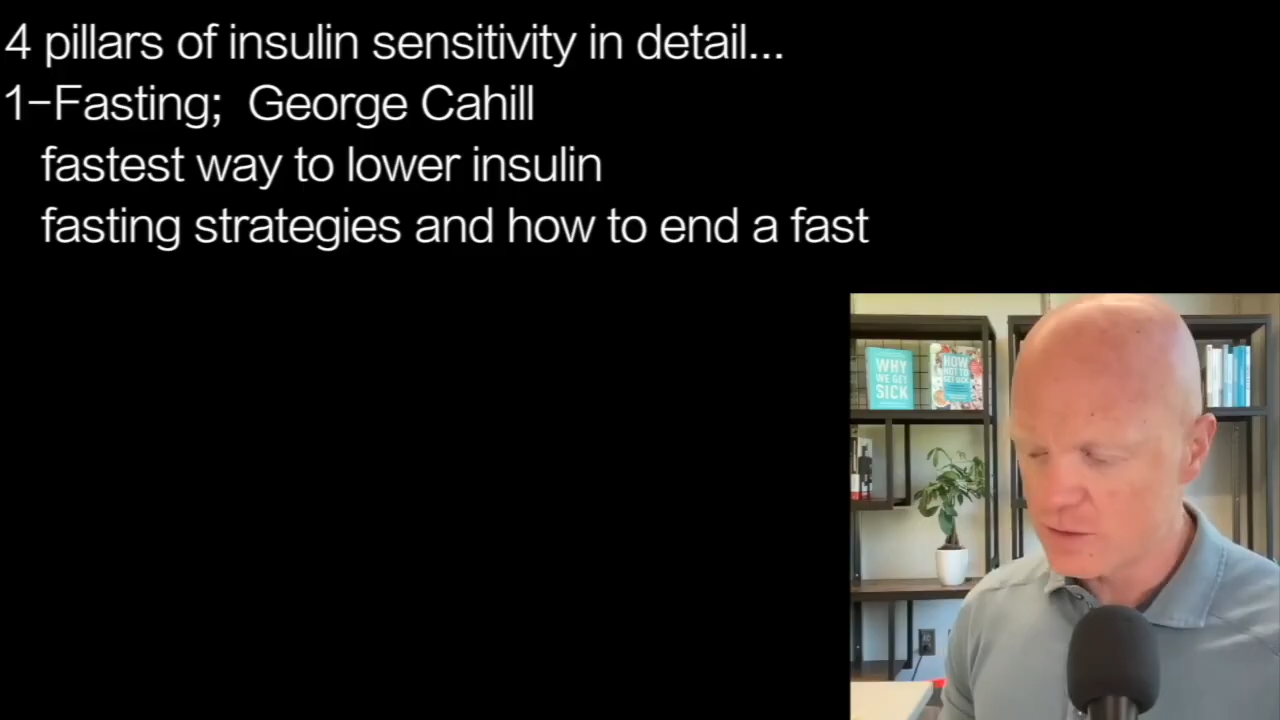 4 pillars of insulin sensitivity in detail...
1-Fasting; George Cahill
fastest way to lower insulin
fasting strategies and how to end a fast
WHY
WE GET
SICK
HOW
NOT TO
GET SICK